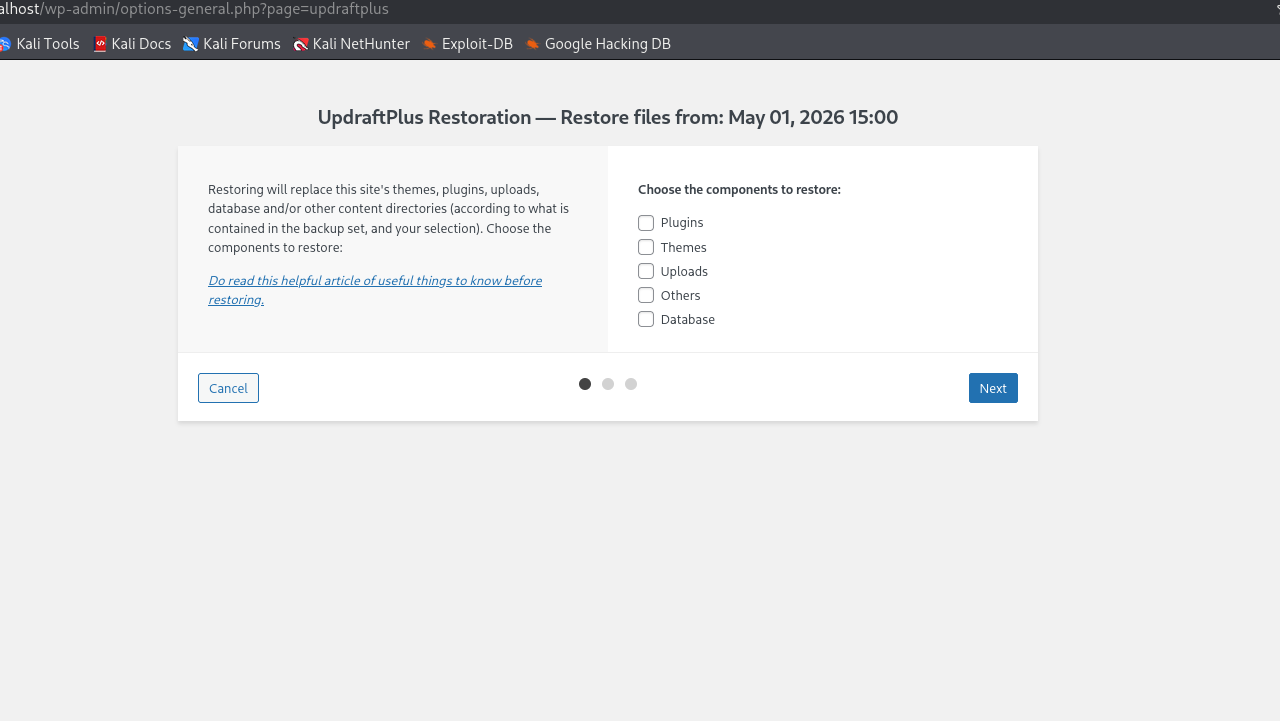 alhost/wp-admin/options-general.php?page=updraftplus
Kali Tools Kali Docs Kali Forums Kali NetHunter Exploit-DB Google Hacking DB
UpdraftPlus Restoration — Restore files from: May 01, 2026 15:00
Restoring will replace this site's themes, plugins, uploads,
database and/or other content directories (according to what is
contained in the backup set, and your selection). Choose the
components to restore:
Do read this helpful article of useful things to know before
restoring.
Choose the components to restore:
Plugins
Themes
Uploads
Others
Database
Cancel
Next